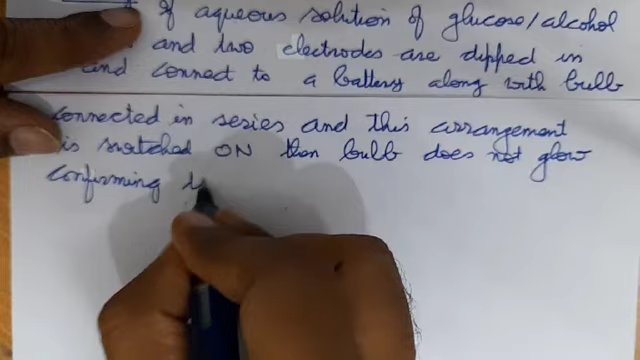 of aqueous solution of glucose/alcohol
and two electrodes are dipped in
and connect to a battery along with bulb
connected in series and this arrangement
is switched ON then bulb does not glow
confirming